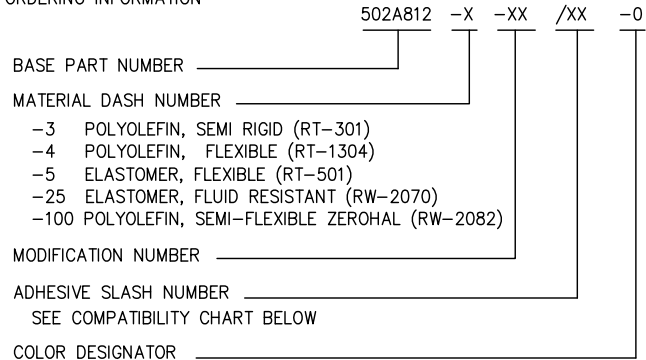 ORDERING INFORMATION
502A812 -X -XX /XX -0
BASE PART NUMBER
MATERIAL DASH NUMBER
-3 POLYOLEFIN, SEMI RIGID (RT-301)
-4 POLYOLEFIN, FLEXIBLE (RT-1304)
-5 ELASTOMER, FLEXIBLE (RT-501)
-25 ELASTOMER, FLUID RESISTANT (RW-2070)
-100 POLYOLEFIN, SEMI-FLEXIBLE ZEROHAL (RW-2082)
MODIFICATION NUMBER
ADHESIVE SLASH NUMBER
SEE COMPATIBILITY CHART BELOW
COLOR DESIGNATOR